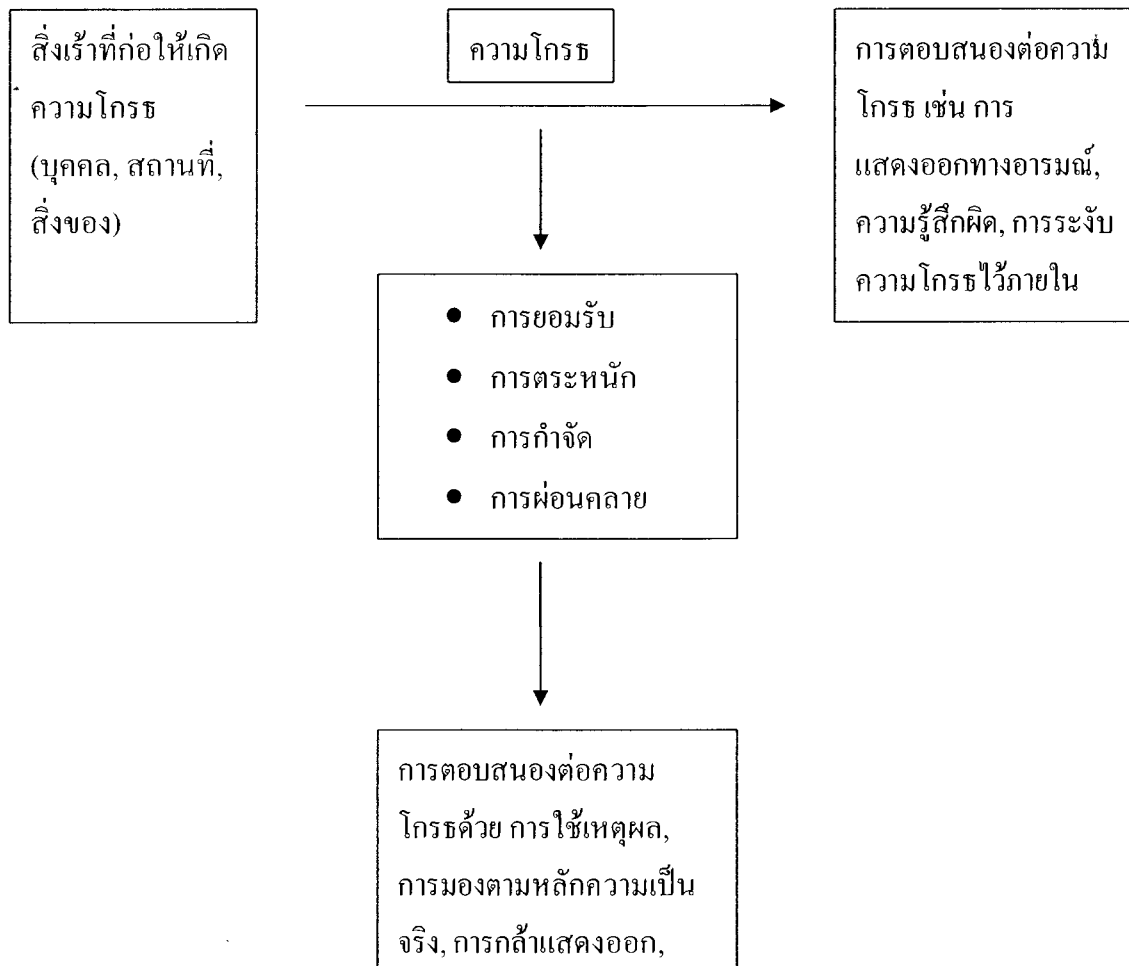 สิ่งเร้าที่ก่อให้เกิด
ความโกรธ
(บุคคล, สถานที่,
สิ่งของ)
ความโกรธ
การตอบสนองต่อความ
โกรธ เช่น การ
แสดงออกทางอารมณ์,
ความรู้สึกผิด, การระงับ
ความโกรธไว้ภายใน
● การยอมรับ
● การตระหนัก
● การกำจัด
● การผ่อนคลาย
การตอบสนองต่อความ
โกรธด้วย การใช้เหตุผล,
การมองตามหลักความเป็น
จริง, การกล้าแสดงออก,